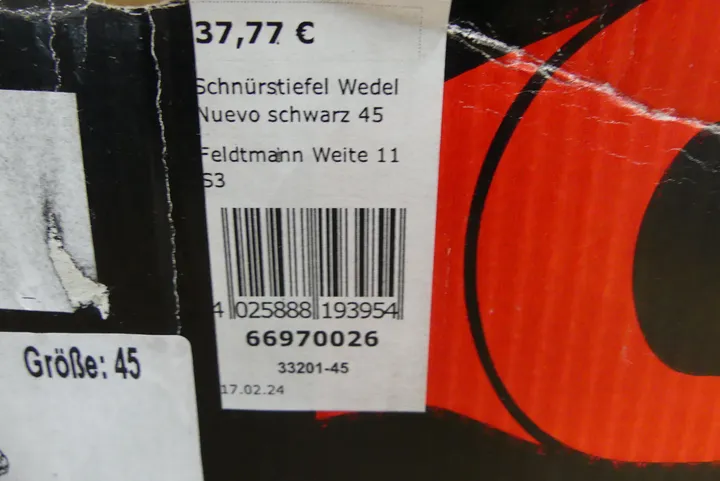 37,77 €
Schnürstiefel Wedel
Nuevo schwarz 45
Feldtmann Weite 11
S3
4 025888 193954
66970026
33201-45
17.02.24
Größe: 45